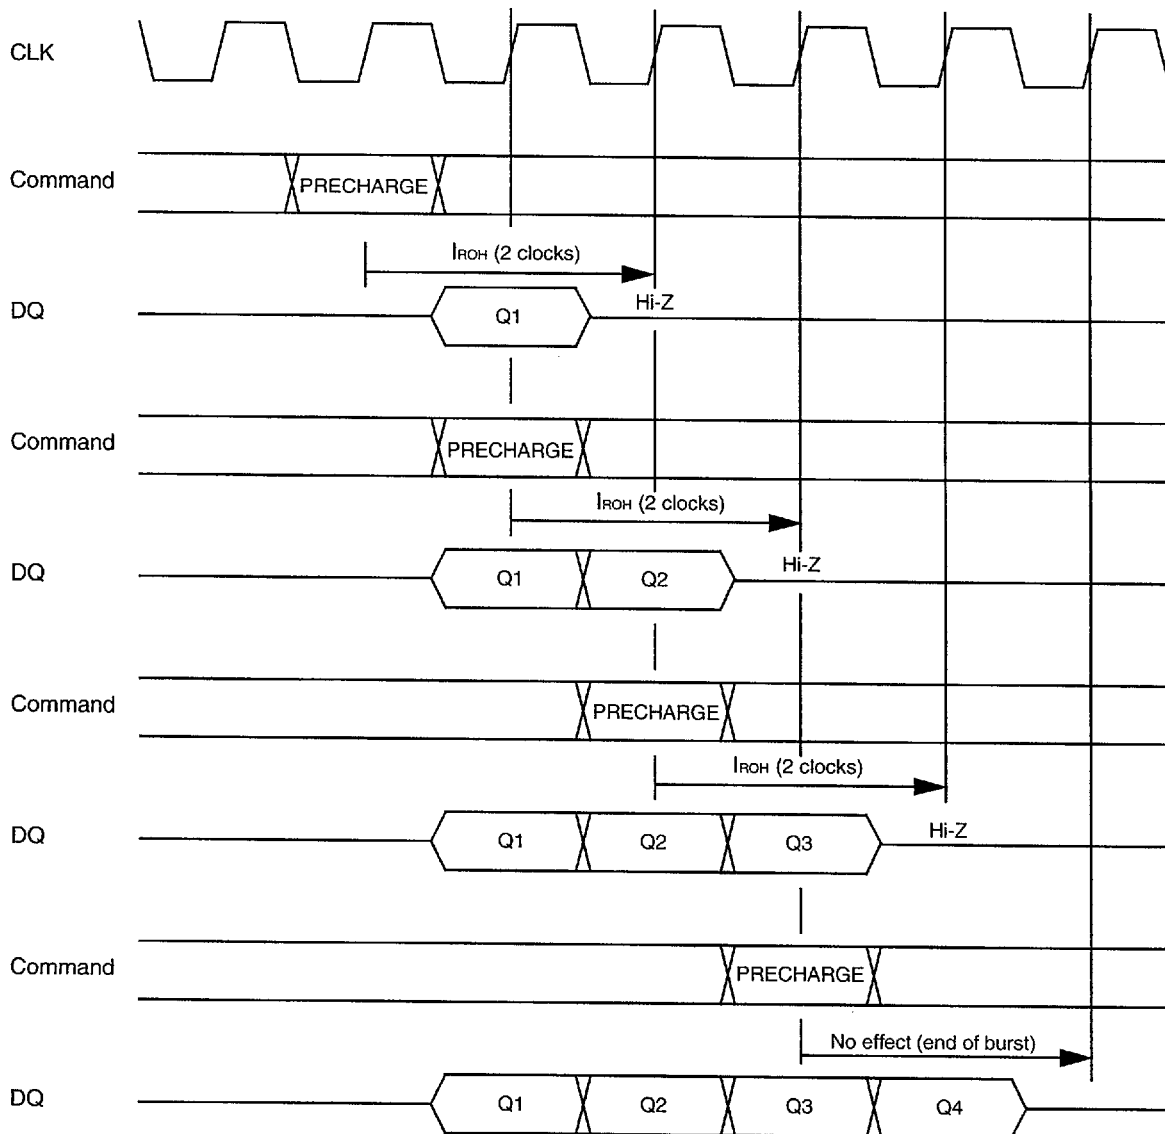 CLK
Command
PRECHARGE
IROH (2 clocks)
DQ
Q1
Hi-Z
Command
PRECHARGE
IROH (2 clocks)
DQ
Q1 Q2
Hi-Z
Command
PRECHARGE
IROH (2 clocks)
DQ
Q1 Q2 Q3
Hi-Z
Command
PRECHARGE
No effect (end of burst)
DQ
Q1 Q2 Q3 Q4